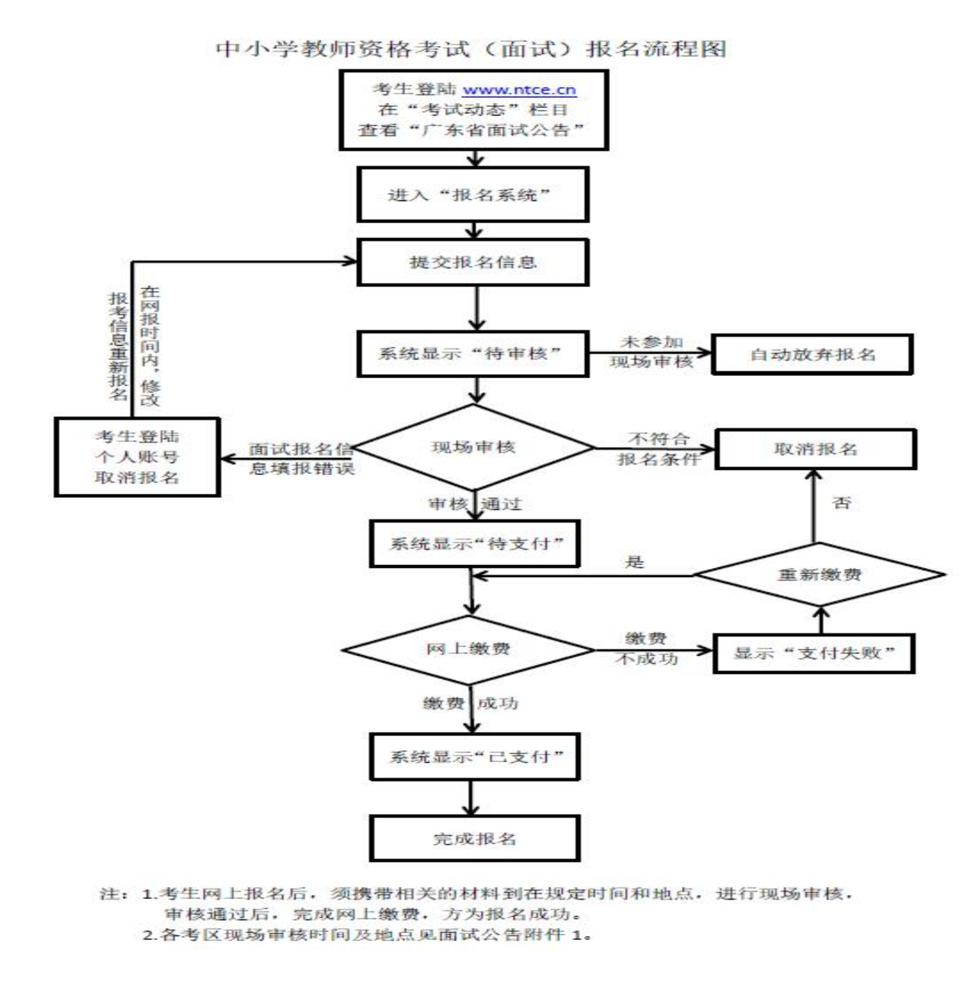 中小学教师资格考试（面试）报名流程图
考生登陆 www.ntce.cn
在“考试动态”栏目
查看“广东省面试公告”
进入“报名系统”
提交报名信息
在网报时间内，修改
报考信息重新报名
系统显示“待审核”
未参加
现场审核
自动放弃报名
考生登陆
个人账号
取消报名
面试报名信
息填报错误
现场审核
不符合
报名条件
取消报名
审核 通过
否
系统显示“待支付”
是
重新缴费
网上缴费
缴费
不成功
显示“支付失败”
缴费 成功
系统显示“已支付”
完成报名
注：1.考生网上报名后，须携带相关的材料到在规定时间和地点，进行现场审核，
审核通过后，完成网上缴费，方为报名成功。
2.各考区现场审核时间及地点见面试公告附件 1。